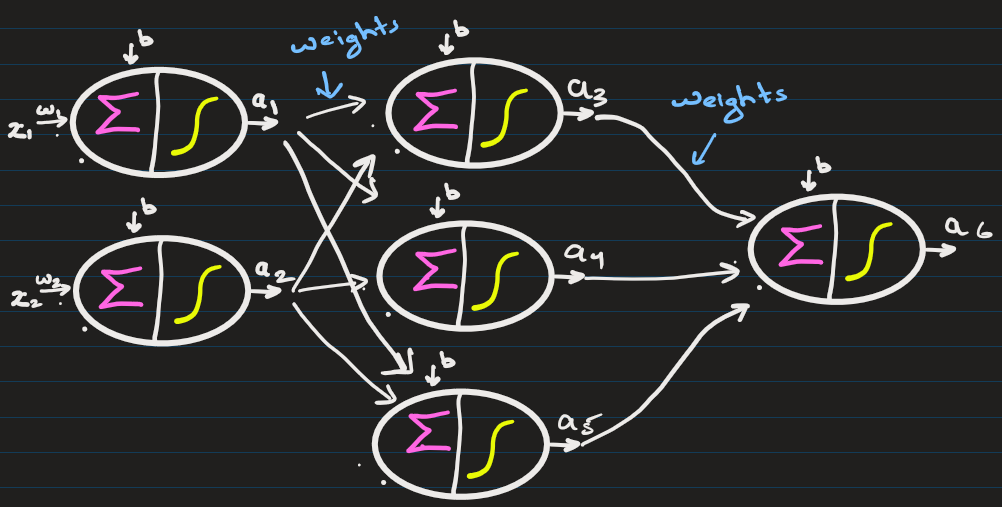 weights
b
b
x₁ w₁ Σ ∫ a₁
Σ ∫ a₃
weights
b
b
b
x₂ w₂ Σ ∫ a₂
Σ ∫ a₄
Σ ∫ a₆
b
Σ ∫ a₅